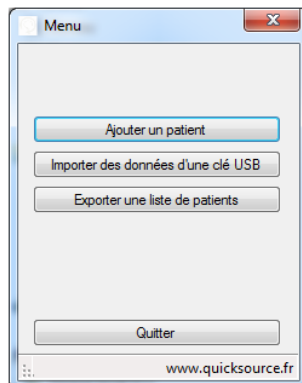 Menu
Ajouter un patient
Importer des données d'une clé USB
Exporter une liste de patients
Quitter
www.quicksource.fr